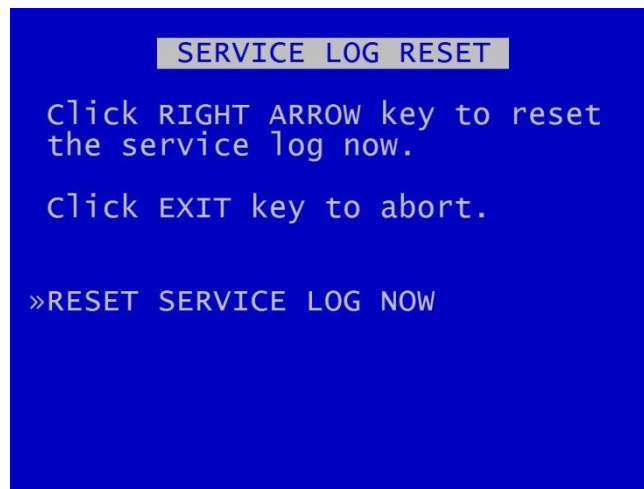 SERVICE LOG RESET
Click RIGHT ARROW key to reset
the service log now.
Click EXIT key to abort.
»RESET SERVICE LOG NOW